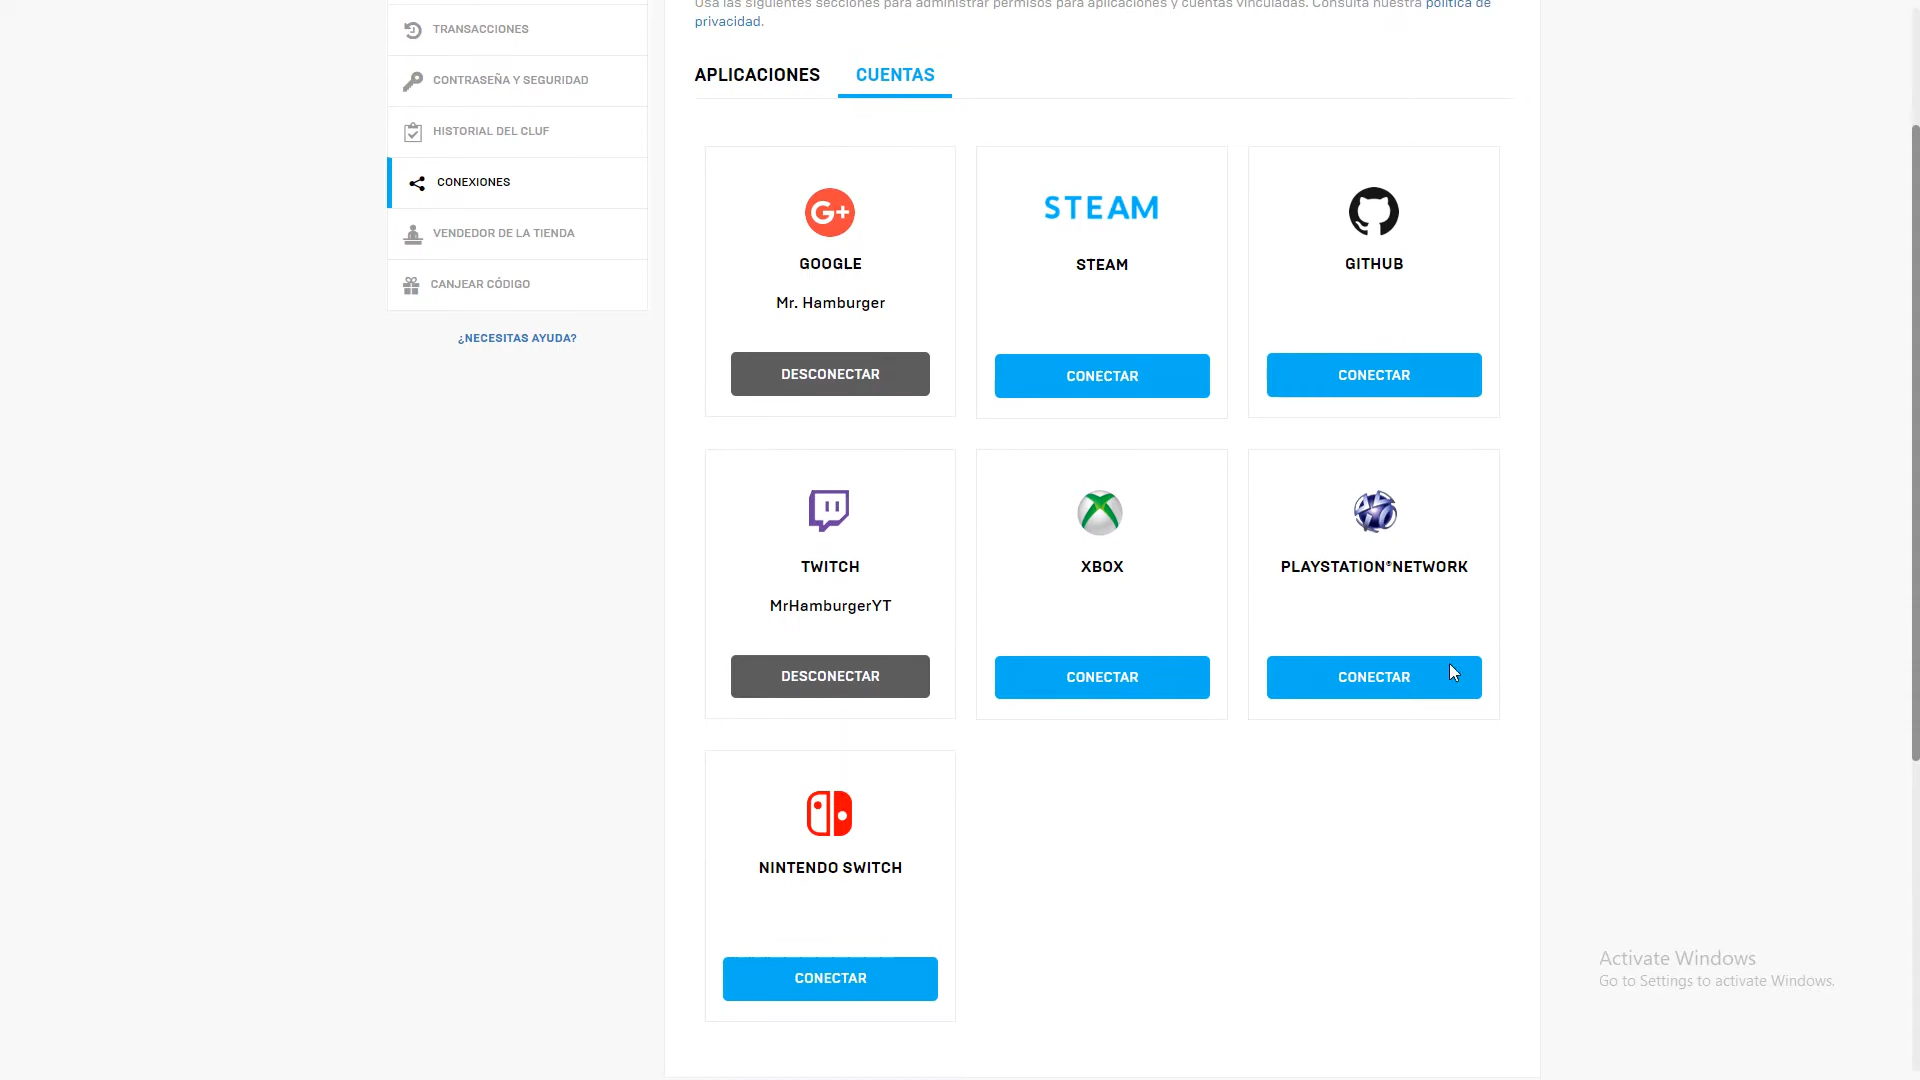 Usa las siguientes secciones para administrar permisos para aplicaciones y cuentas vinculadas. Consulta nuestra política de
privacidad.
TRANSACCIONES
CONTRASEÑA Y SEGURIDAD
HISTORIAL DEL CLUF
CONEXIONES
VENDEDOR DE LA TIENDA
CANJEAR CÓDIGO
¿NECESITAS AYUDA?
APLICACIONES
CUENTAS
G+
GOOGLE
Mr. Hamburger
DESCONECTAR
STEAM
STEAM
CONECTAR
GITHUB
CONECTAR
TWITCH
MrHamburgerYT
DESCONECTAR
XBOX
CONECTAR
PLAYSTATION®NETWORK
CONECTAR
NINTENDO SWITCH
CONECTAR
Activate Windows
Go to Settings to activate Windows.